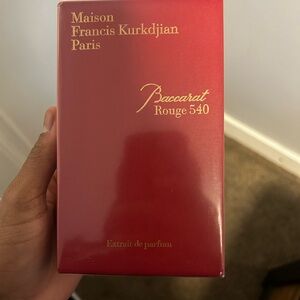 Maison
Francis Kurkdjian
Paris
Baccarat
Rouge 540
Extrait de parfum